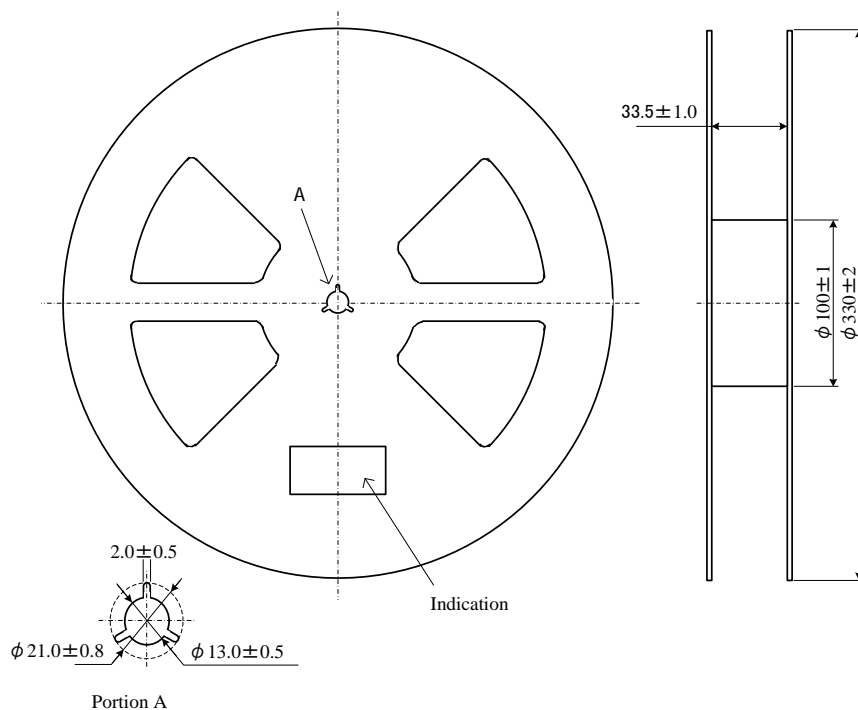 33.5±1.0
A
ϕ100±1
ϕ330±2
2.0±0.5
Indication
ϕ21.0±0.8
ϕ13.0±0.5
Portion A